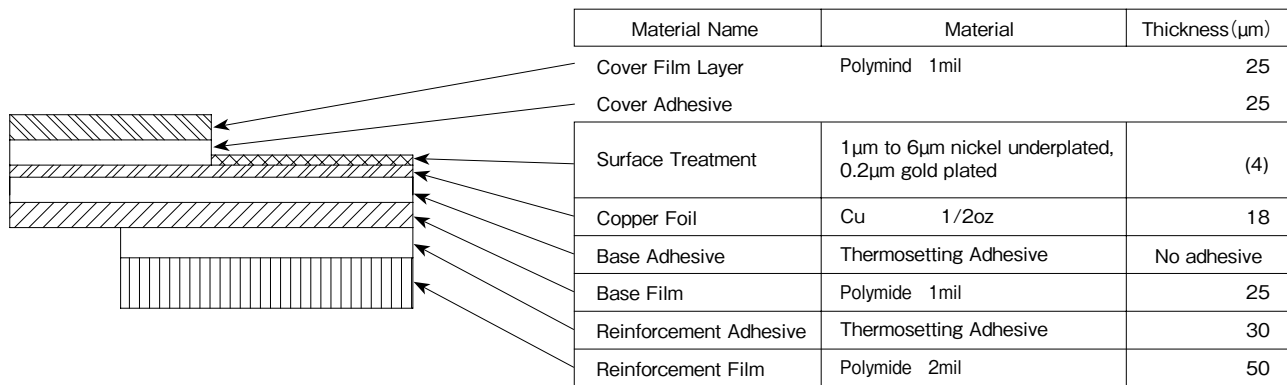 Material Name Material Thickness(μm)
Cover Film Layer Polymind 1mil 25
Cover Adhesive 25
Surface Treatment 1μm to 6μm nickel underplated, 0.2μm gold plated (4)
Copper Foil Cu 1/2oz 18
Base Adhesive Thermosetting Adhesive No adhesive
Base Film Polymide 1mil 25
Reinforcement Adhesive Thermosetting Adhesive 30
Reinforcement Film Polymide 2mil 50